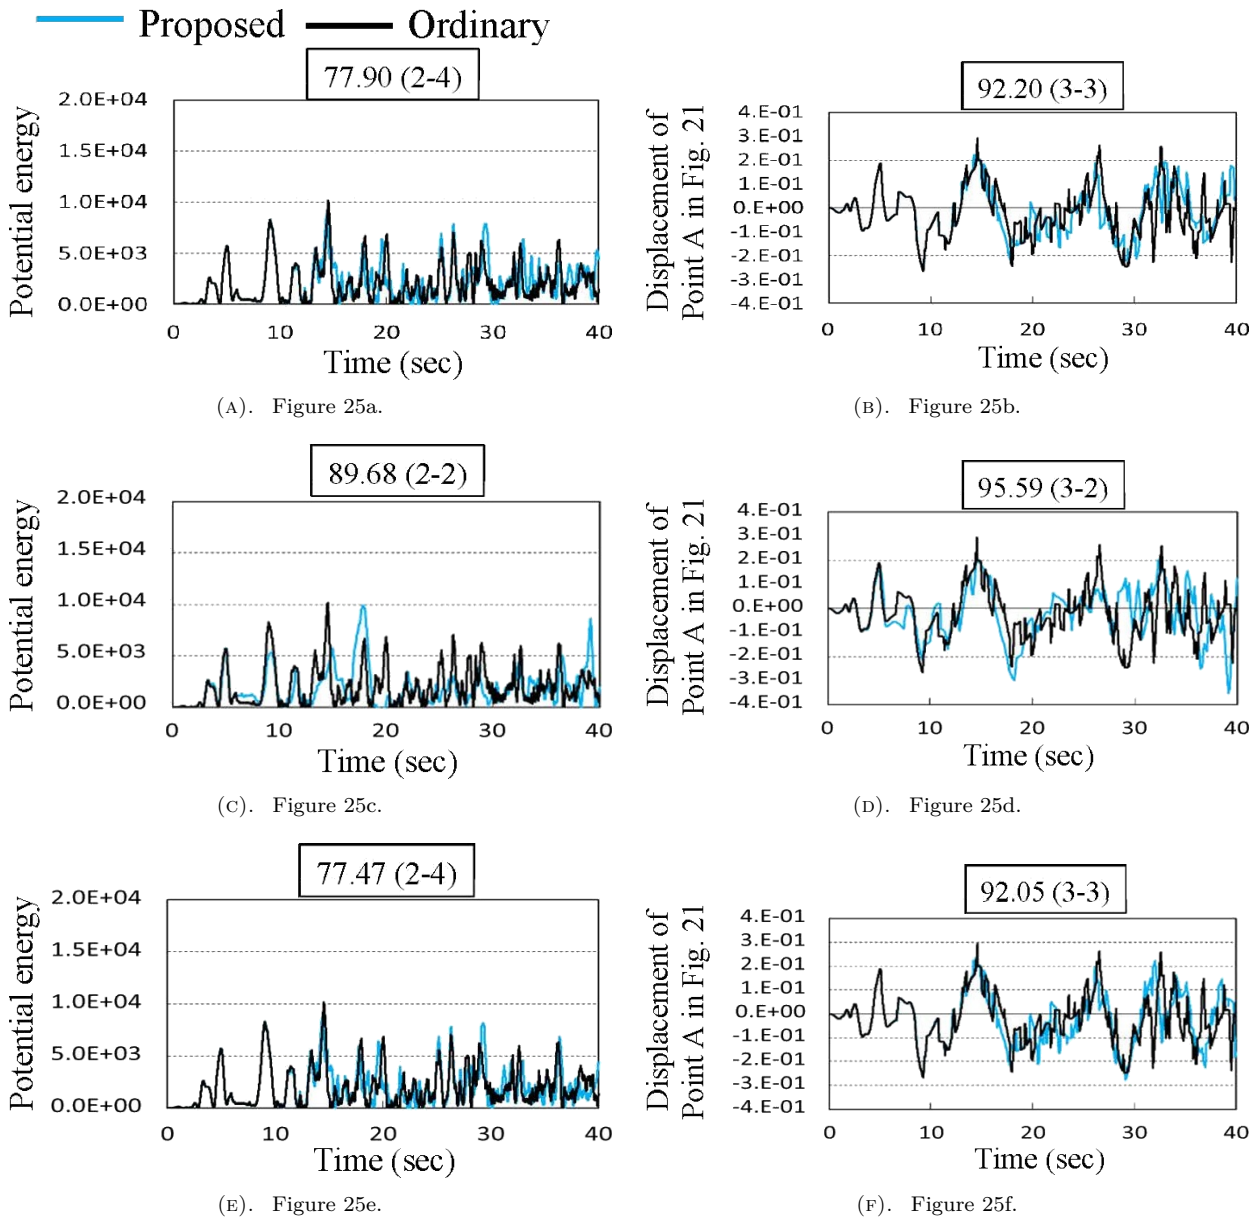 Proposed Ordinary
77.90 (2-4)
Potential energy
2.0E+04
1.5E+04
1.0E+04
5.0E+03
0.0E+00
0 10 20 30 40
Time (sec)
(A). Figure 25a.
92.20 (3-3)
Displacement of
Point A in Fig. 21
4.E-01
3.E-01
2.E-01
1.E-01
0.E+00
-1.E-01
-2.E-01
-3.E-01
-4.E-01
0 10 20 30 40
Time (sec)
(B). Figure 25b.
89.68 (2-2)
Potential energy
2.0E+04
1.5E+04
1.0E+04
5.0E+03
0.0E+00
0 10 20 30 40
Time (sec)
(C). Figure 25c.
95.59 (3-2)
Displacement of
Point A in Fig. 21
4.E-01
3.E-01
2.E-01
1.E-01
0.E+00
-1.E-01
-2.E-01
-3.E-01
-4.E-01
0 10 20 30 40
Time (sec)
(D). Figure 25d.
77.47 (2-4)
Potential energy
2.0E+04
1.5E+04
1.0E+04
5.0E+03
0.0E+00
0 10 20 30 40
Time (sec)
(E). Figure 25e.
92.05 (3-3)
Displacement of
Point A in Fig. 21
4.E-01
3.E-01
2.E-01
1.E-01
0.E+00
-1.E-01
-2.E-01
-3.E-01
-4.E-01
0 10 20 30 40
Time (sec)
(F). Figure 25f.